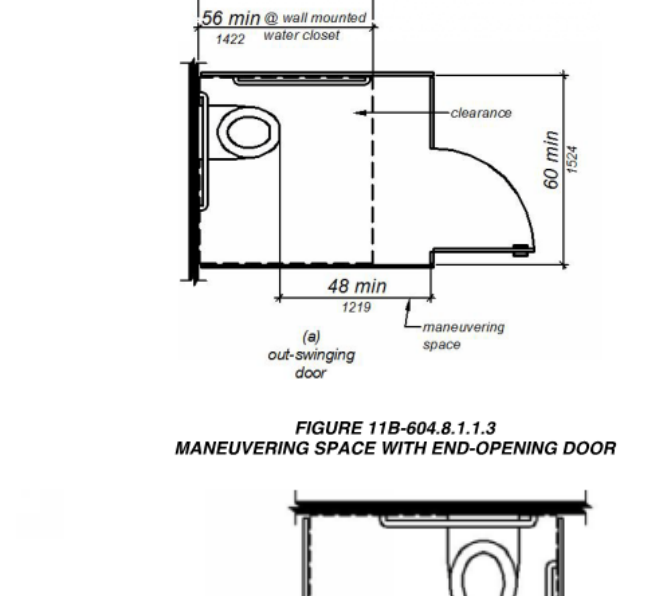 56 min @ wall mounted
1422 water closet
clearance
60 min
1524
48 min
1219
maneuvering
space
(a)
out-swinging
door
FIGURE 11B-604.8.1.1.3
MANEUVERING SPACE WITH END-OPENING DOOR